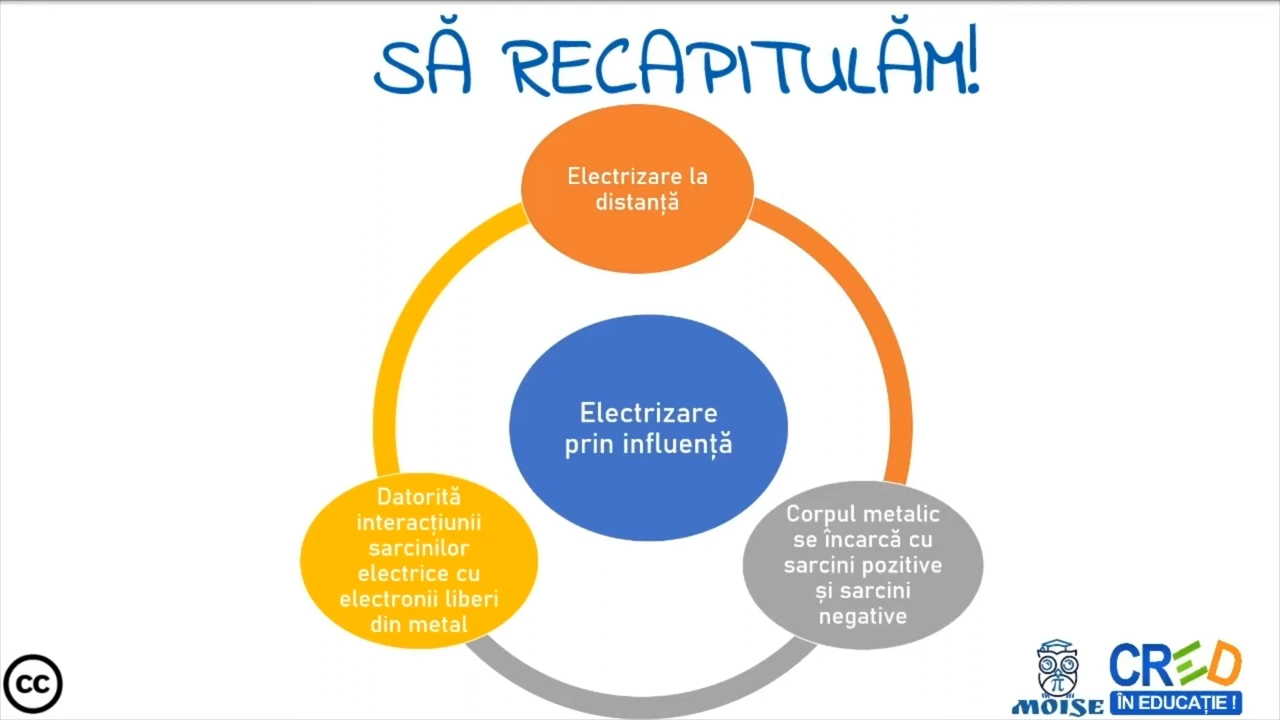 SĂ RECAPITULĂM!
Electrizare la
distanță
Electrizare
prin influență
Datorită
interacțiunii
sarcinilor
electrice cu
electronii liberi
din metal
Corpul metalic
se încarcă cu
sarcini pozitive
și sarcini
negative
cc
π
MOISE
CRED
ÎN EDUCAȚIE!